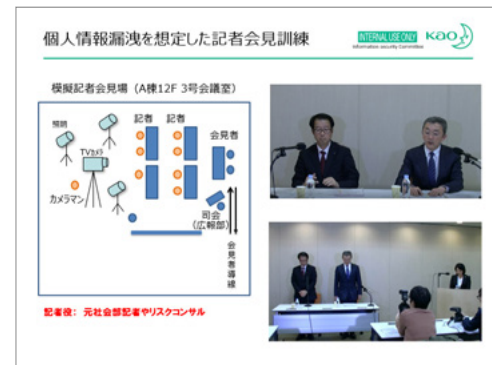 個人情報漏洩を想定した記者会見訓練
INTERNAL USE ONLY
Information security Committee
Kao
模擬記者会見場（A棟12F 3号会議室）
照明
記者 記者
会見者
TVカメラ
カメラマン
司会
（広報部）
会見者導線
記者役： 元社会部記者やリスクコンサル